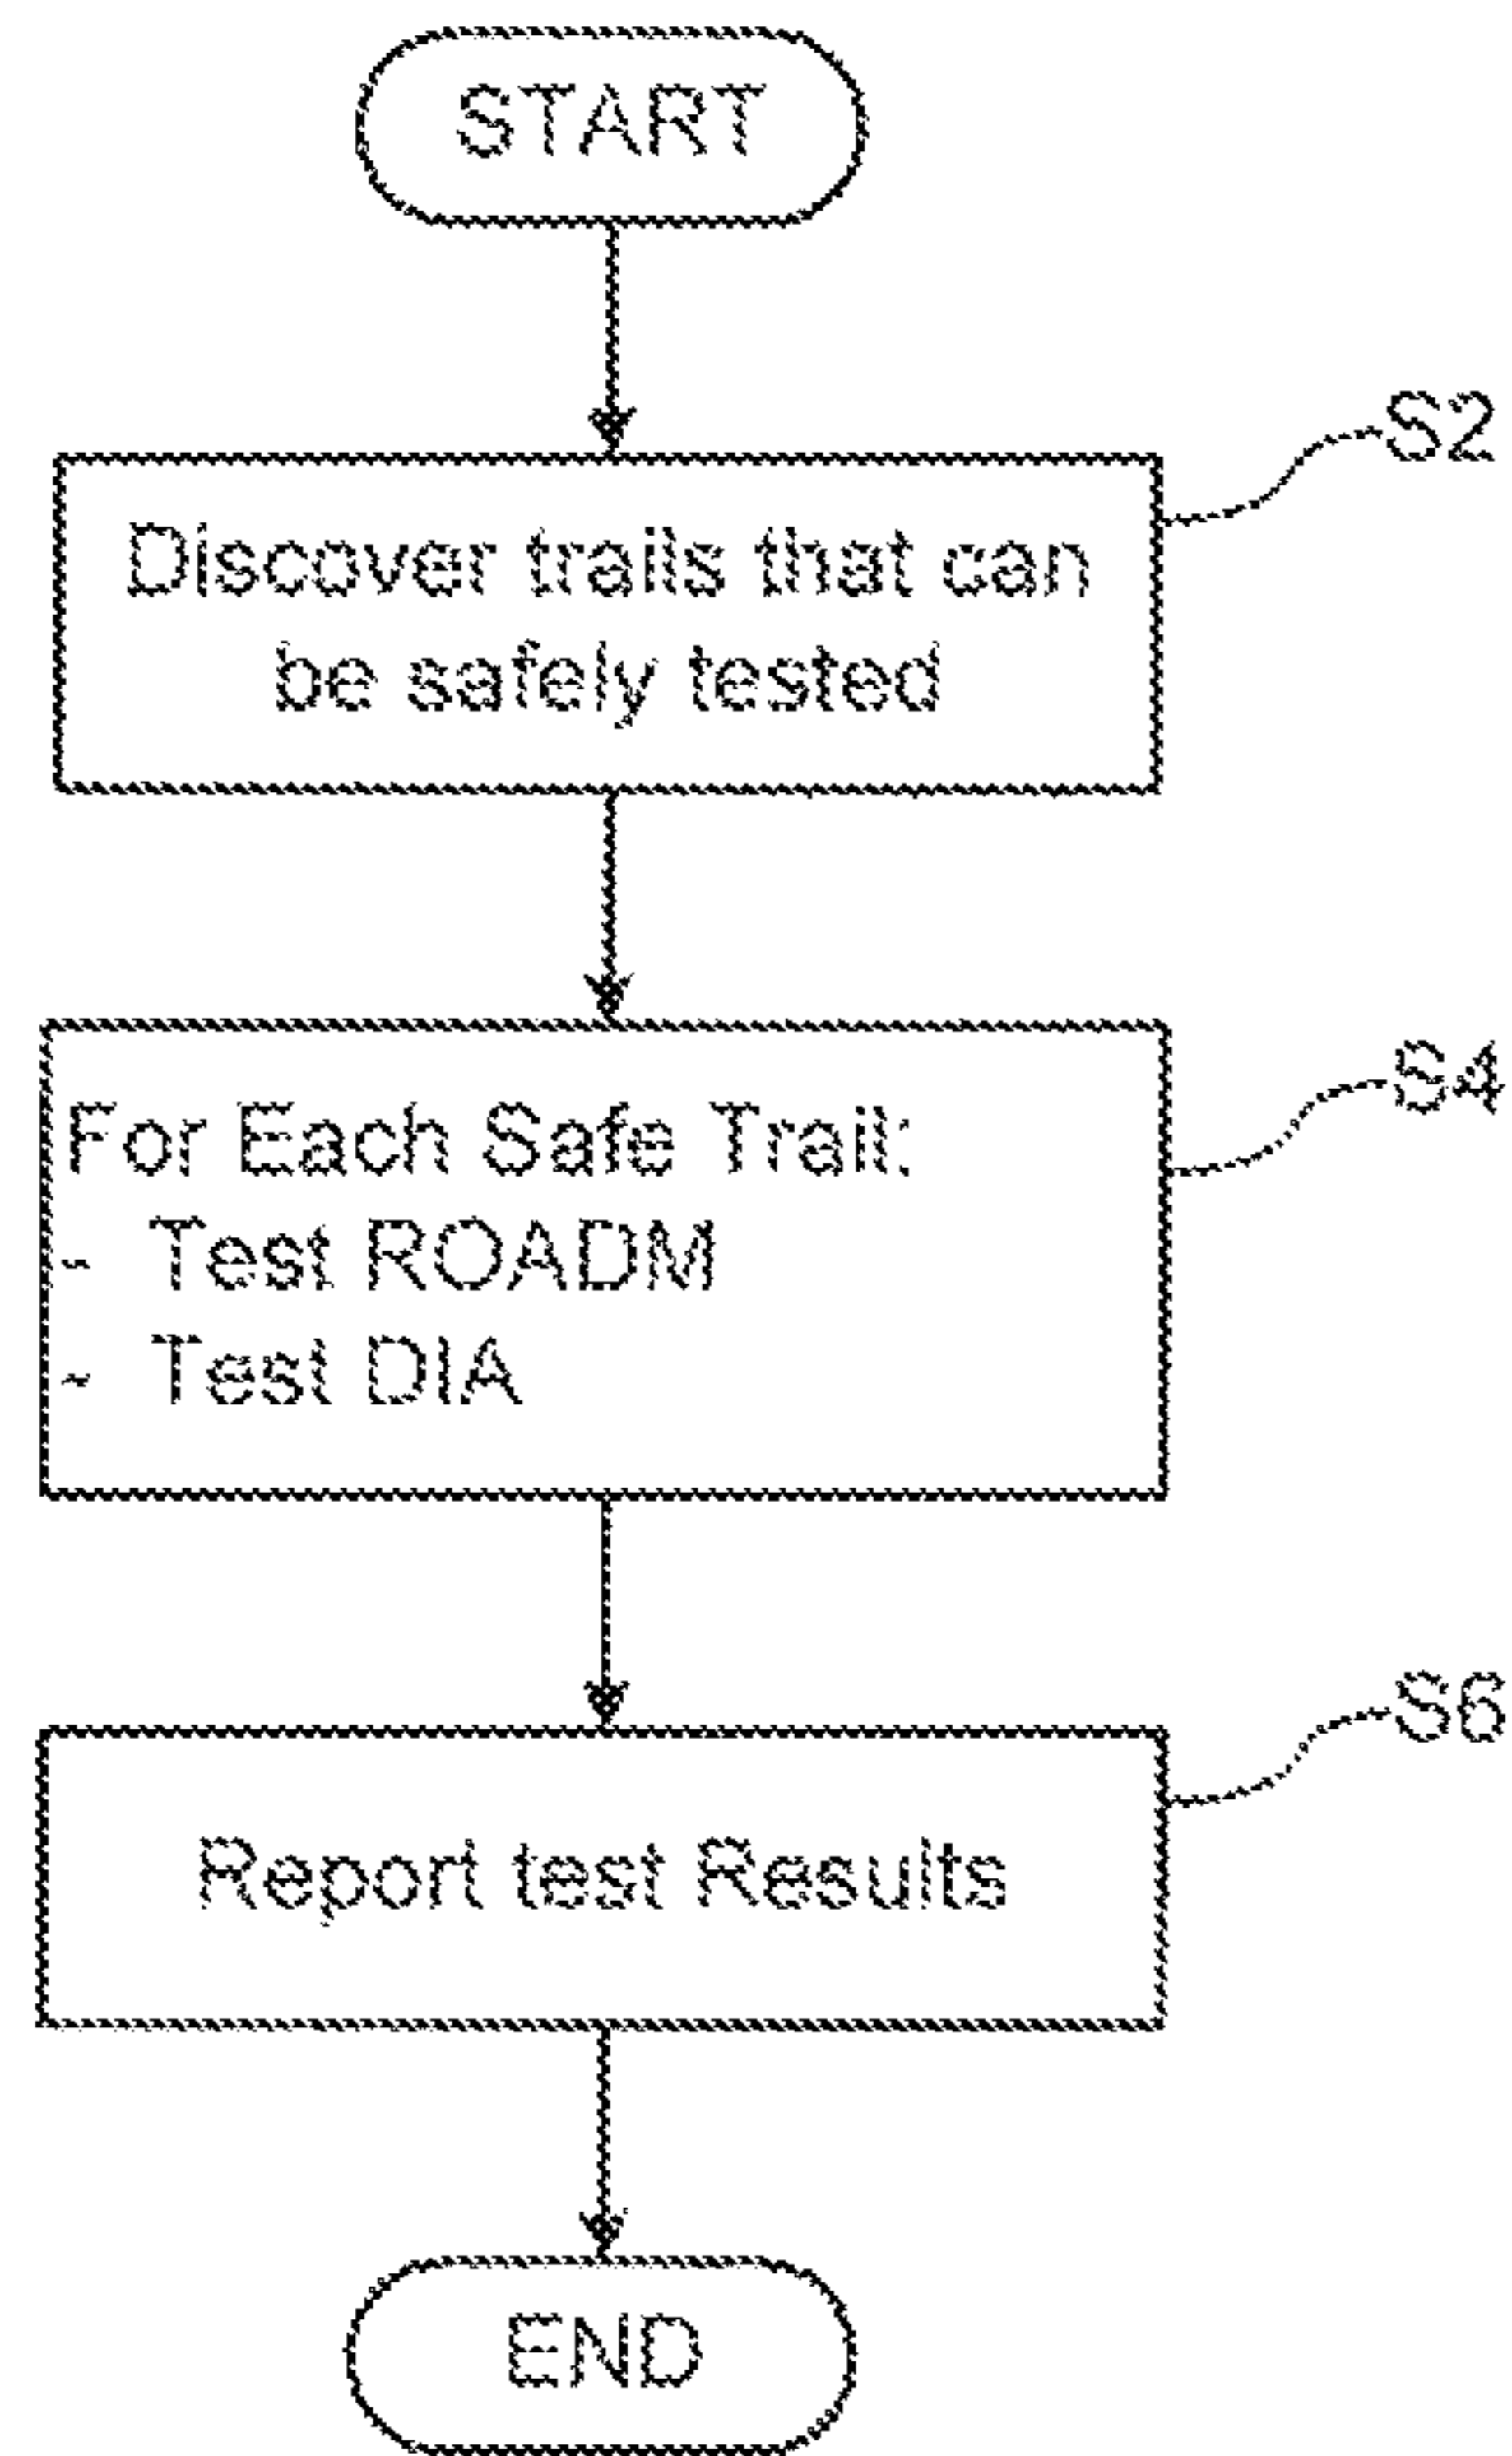 START
S2
Discover trails that can
be safely tested
S4
For Each Safe Trail:
- Test ROADM
- Test DIA
S6
Report test Results
END